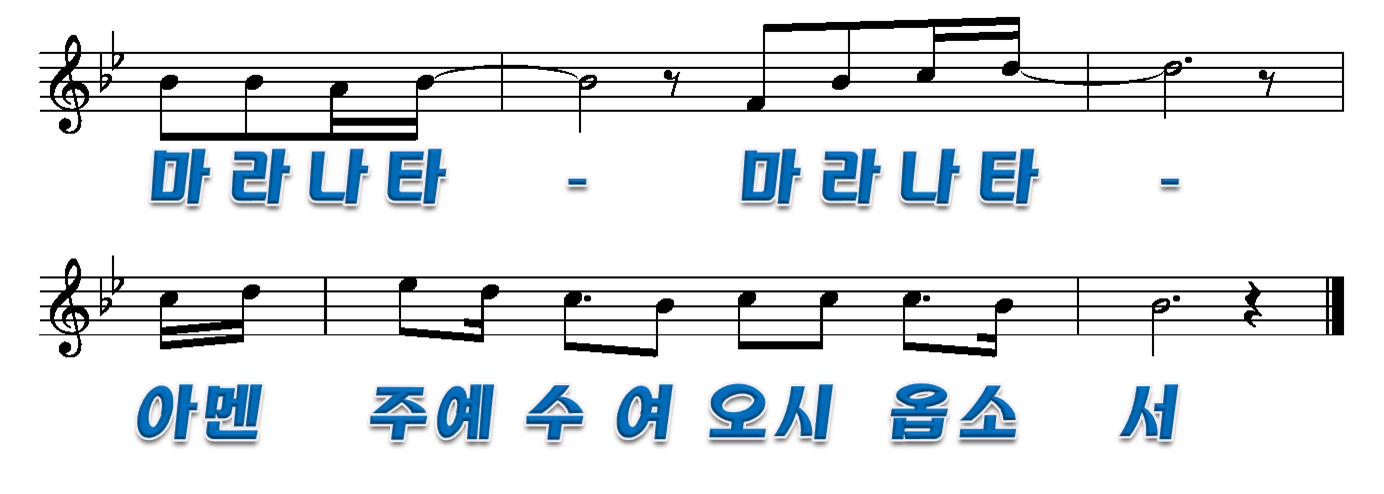 마 라 나 타 - 마 라 나 타 -
아멘 주예 수 여 오시 옵소 서